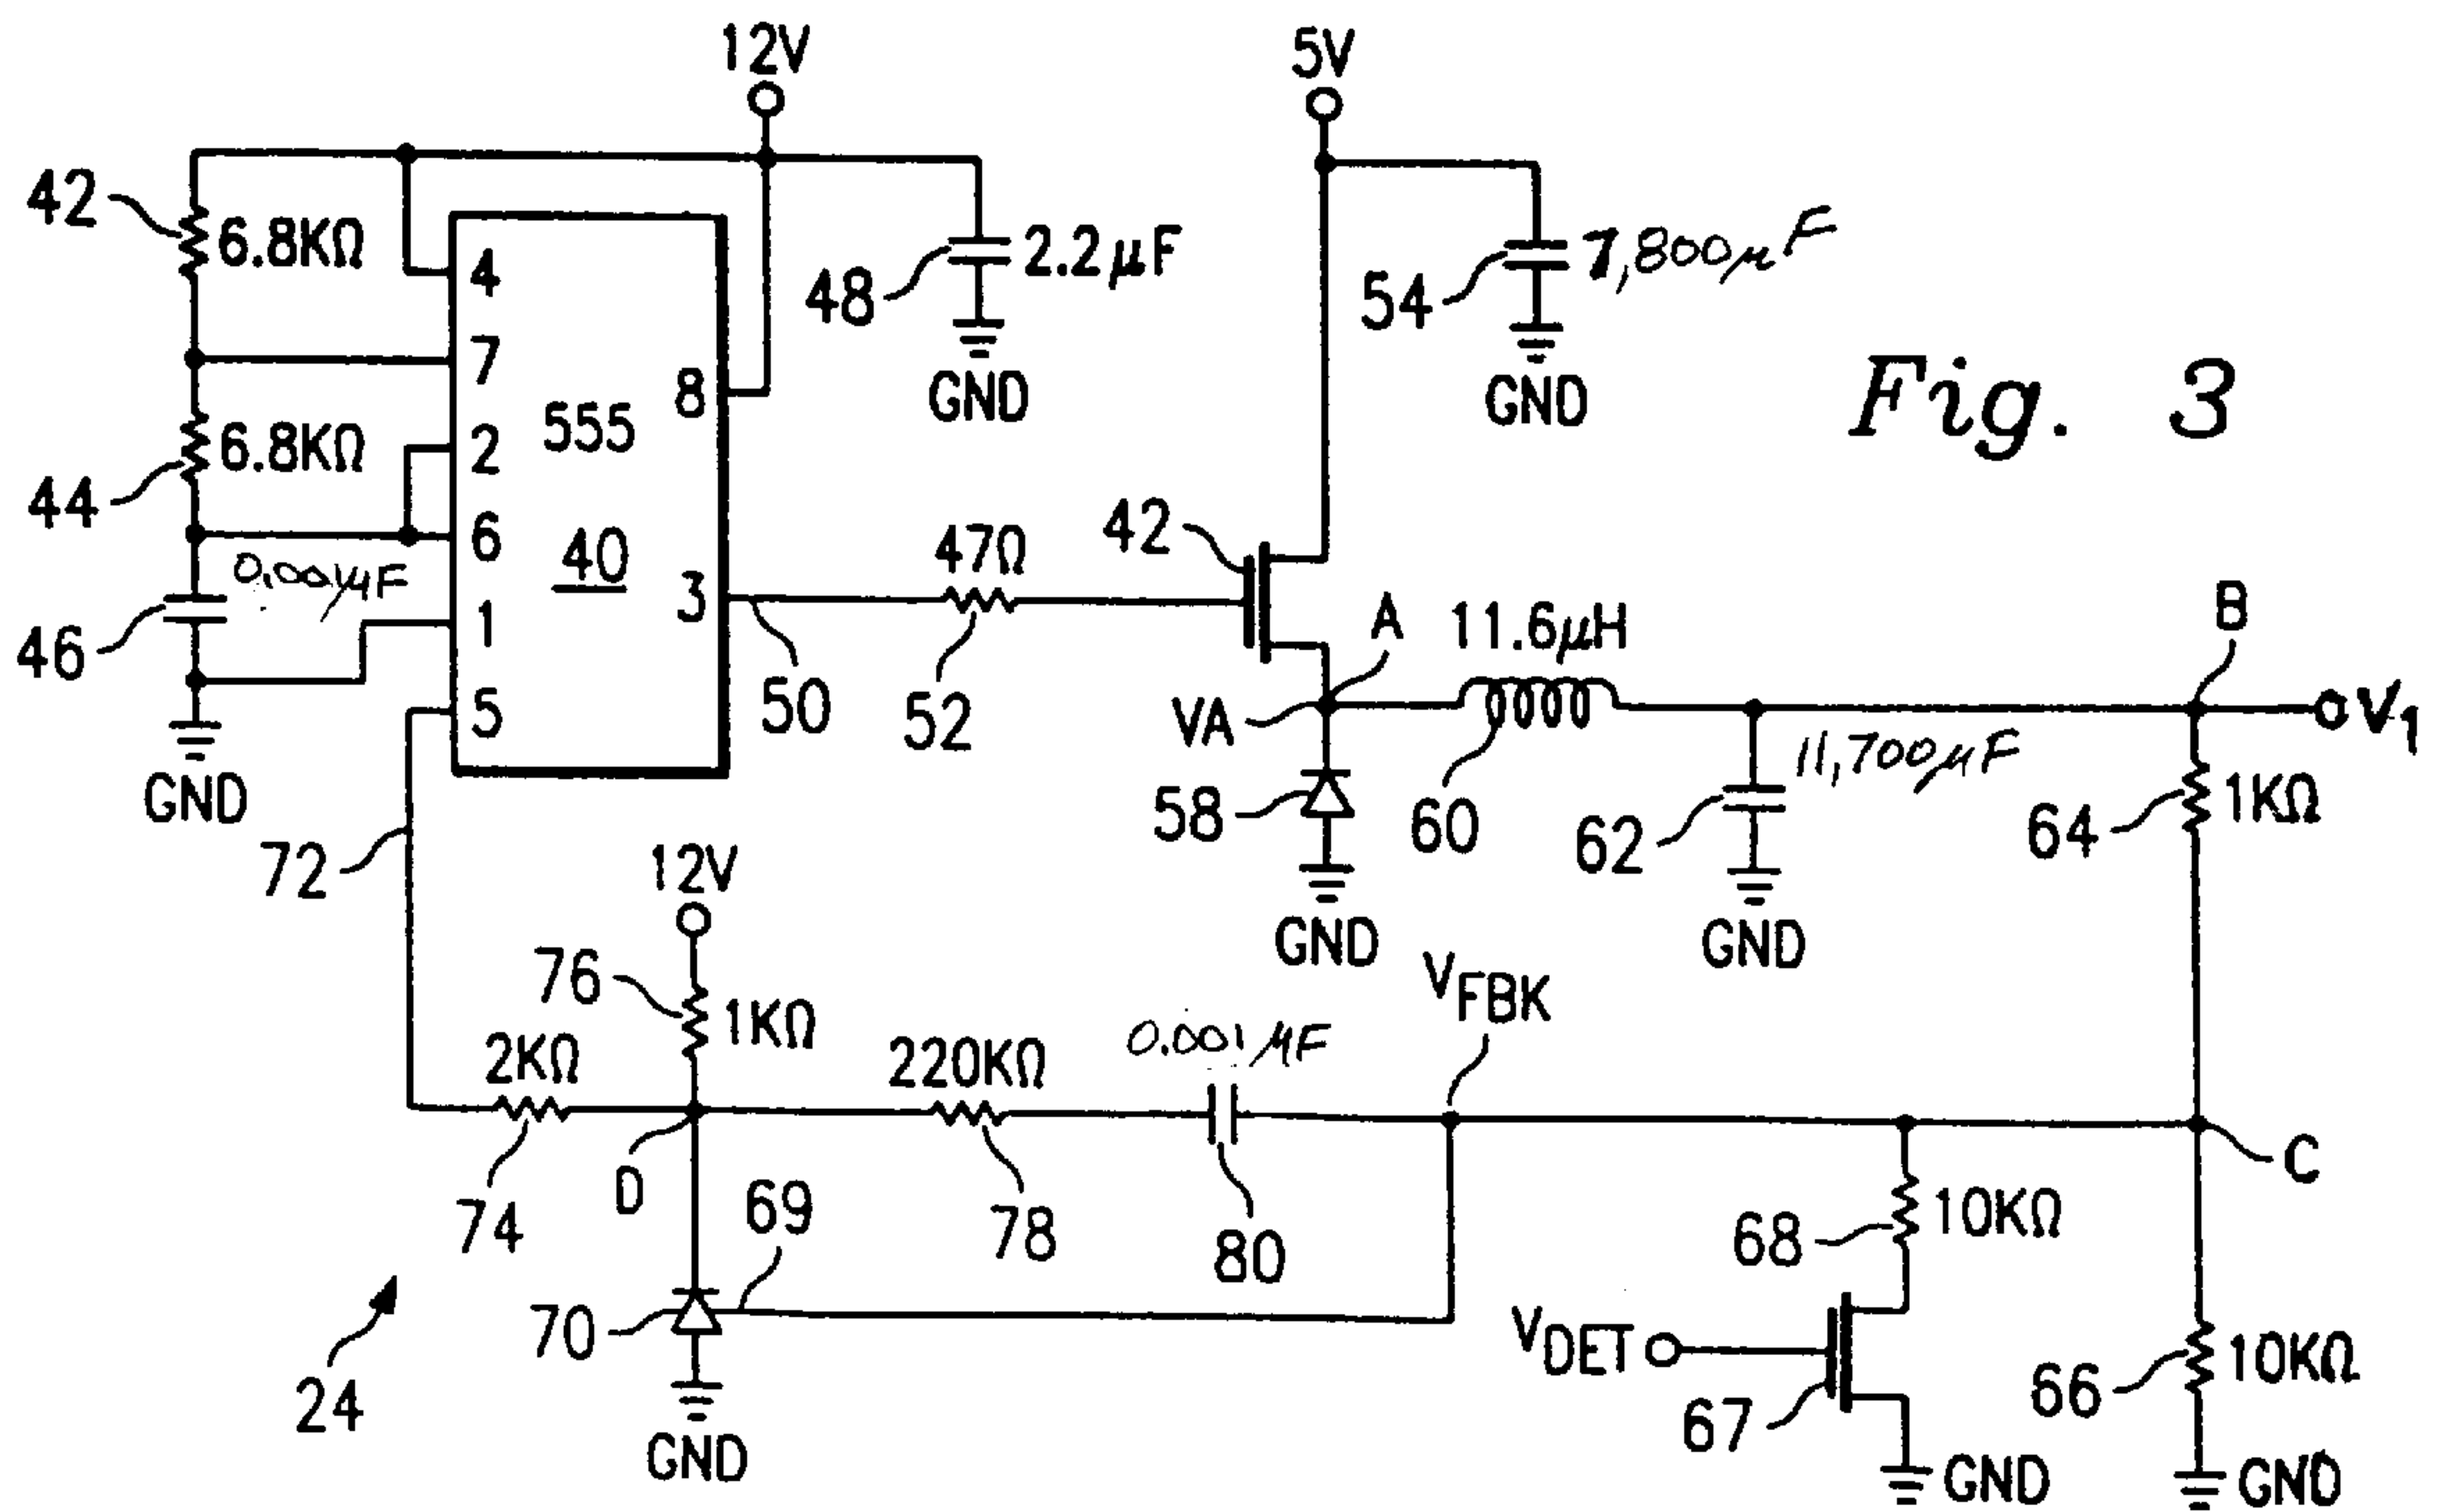 12V
5V
42
6.8KΩ
4
48
2.2μF
54
7,800μF
GND
GND
Fig. 3
7
8
555
44
6.8KΩ
2
6
40
46
0.001μF
1
3
50
47Ω
52
42
A
VA
11.6μH
60
B
V1
5
GND
58
GND
62
11,700μF
GND
64
1KΩ
72
12V
76
1KΩ
2KΩ
74
D
220KΩ
78
0.001μF
80
VFBK
C
69
70
GND
68
10KΩ
VDET
67
GND
66
10KΩ
GND
24